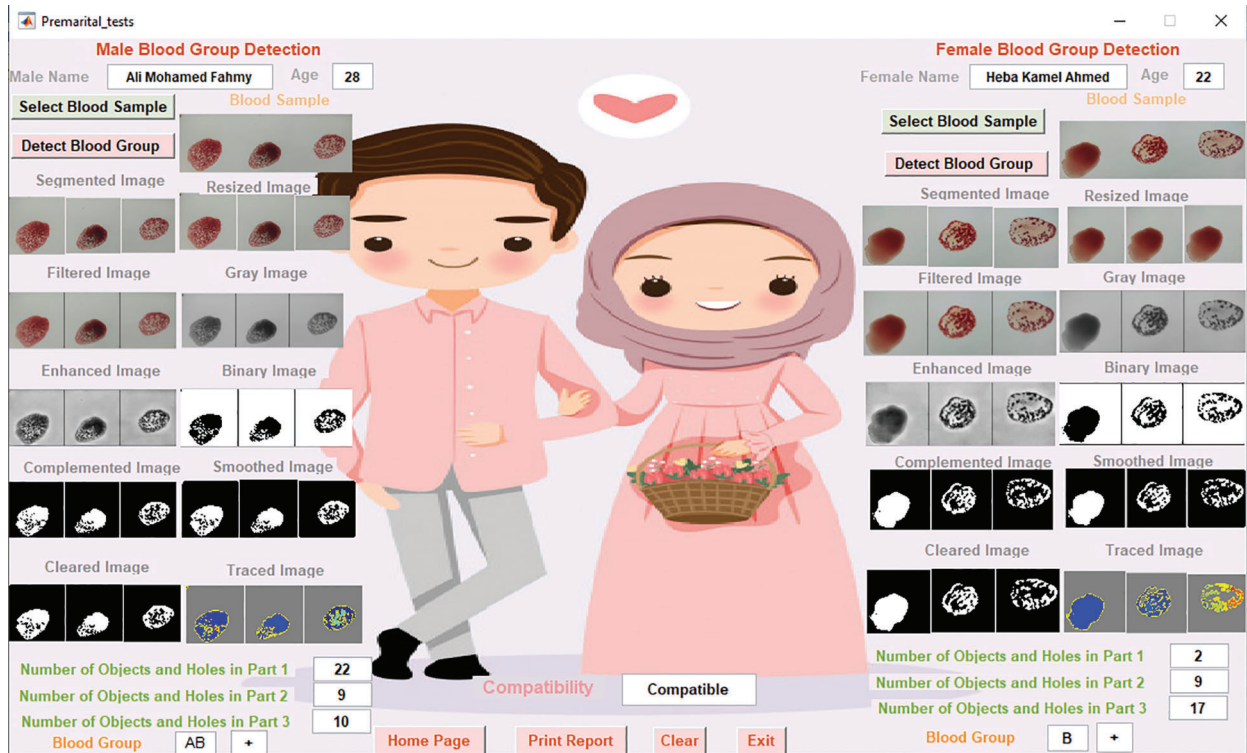 Premarital_tests
Male Blood Group Detection
Male Name Ali Mohamed Fahmy Age 28
Select Blood Sample
Blood Sample
Detect Blood Group
Segmented Image Resized Image
Filtered Image Gray Image
Enhanced Image Binary Image
Complemented Image Smoothed Image
Cleared Image Traced Image
Number of Objects and Holes in Part 1 22
Number of Objects and Holes in Part 2 9
Number of Objects and Holes in Part 3 10
Blood Group AB +
Compatibility Compatible
Home Page Print Report Clear Exit
Female Blood Group Detection
Female Name Heba Kamel Ahmed Age 22
Blood Sample
Select Blood Sample
Detect Blood Group
Segmented Image Resized Image
Filtered Image Gray Image
Enhanced Image Binary Image
Complemented Image Smoothed Image
Cleared Image Traced Image
Number of Objects and Holes in Part 1 2
Number of Objects and Holes in Part 2 9
Number of Objects and Holes in Part 3 17
Blood Group B +